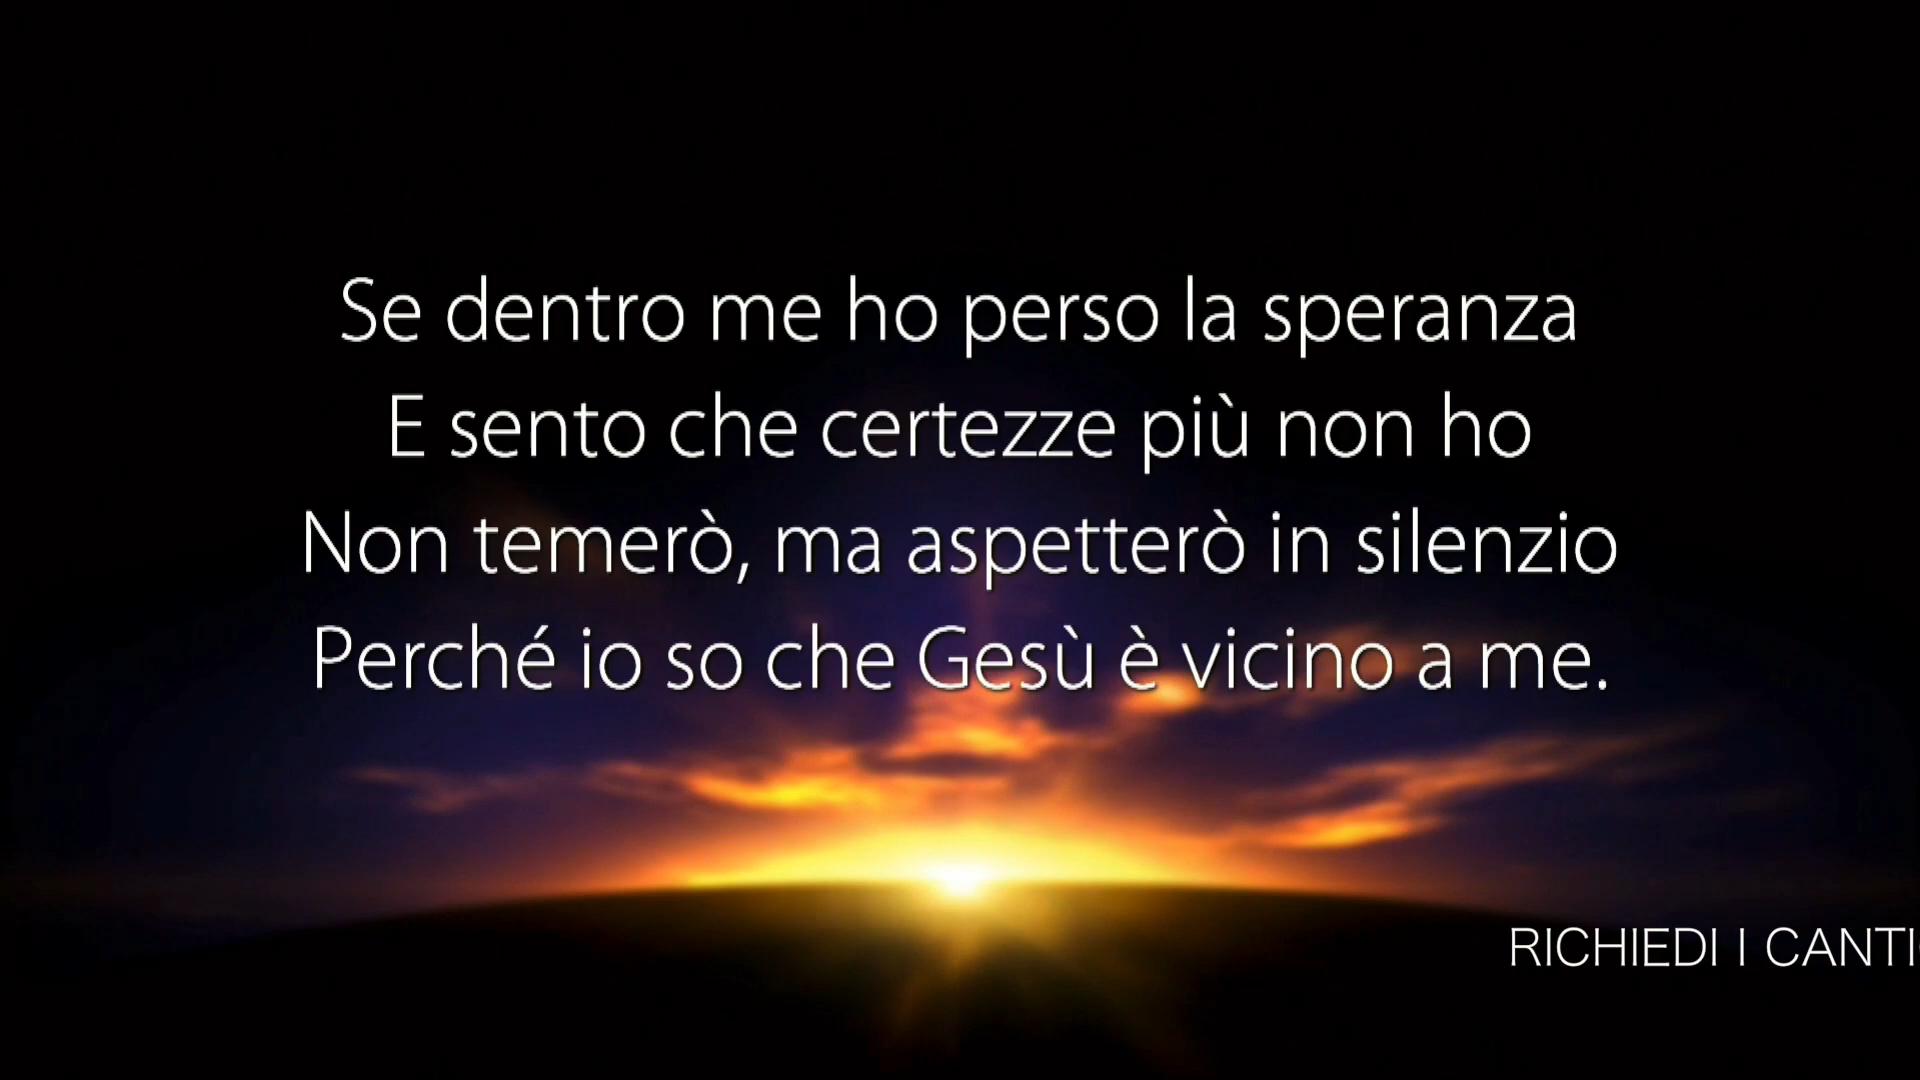 Se dentro me ho perso la speranza
E sento che certezze più non ho
Non temerò, ma aspetterò in silenzio
Perché io so che Gesù è vicino a me.
RICHIEDI I